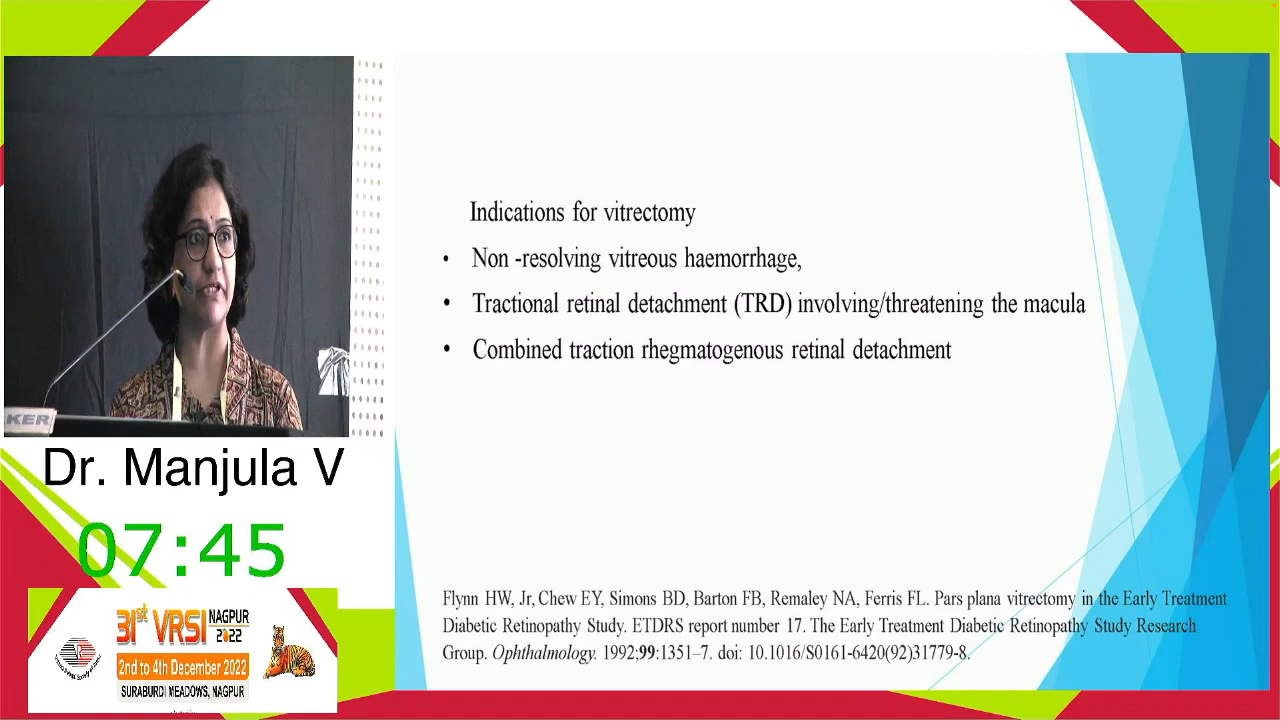 Indications for vitrectomy
• Non -resolving vitreous haemorrhage,
• Tractional retinal detachment (TRD) involving/threatening the macula
• Combined traction rhegmatogenous retinal detachment
Flynn HW, Jr, Chew EY, Simons BD, Barton FB, Remaley NA, Ferris FL. Pars plana vitrectomy in the Early Treatment
Diabetic Retinopathy Study. ETDRS report number 17. The Early Treatment Diabetic Retinopathy Study Research
Group. Ophthalmology. 1992;99:1351–7. doi: 10.1016/S0161-6420(92)31779-8.
KER
Dr. Manjula V
07:45
31st VRSI NAGPUR
2022
2nd to 4th December 2022
SURABURDI MEADOWS, NAGPUR